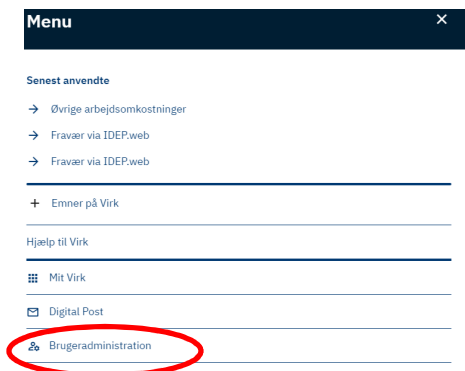 Menu
Senest anvendte
Øvrige arbejdsomkostninger
Fravær via IDEP.web
Fravær via IDEP.web
Emner på Virk
Hjælp til Virk
Mit Virk
Digital Post
Brugeradministration